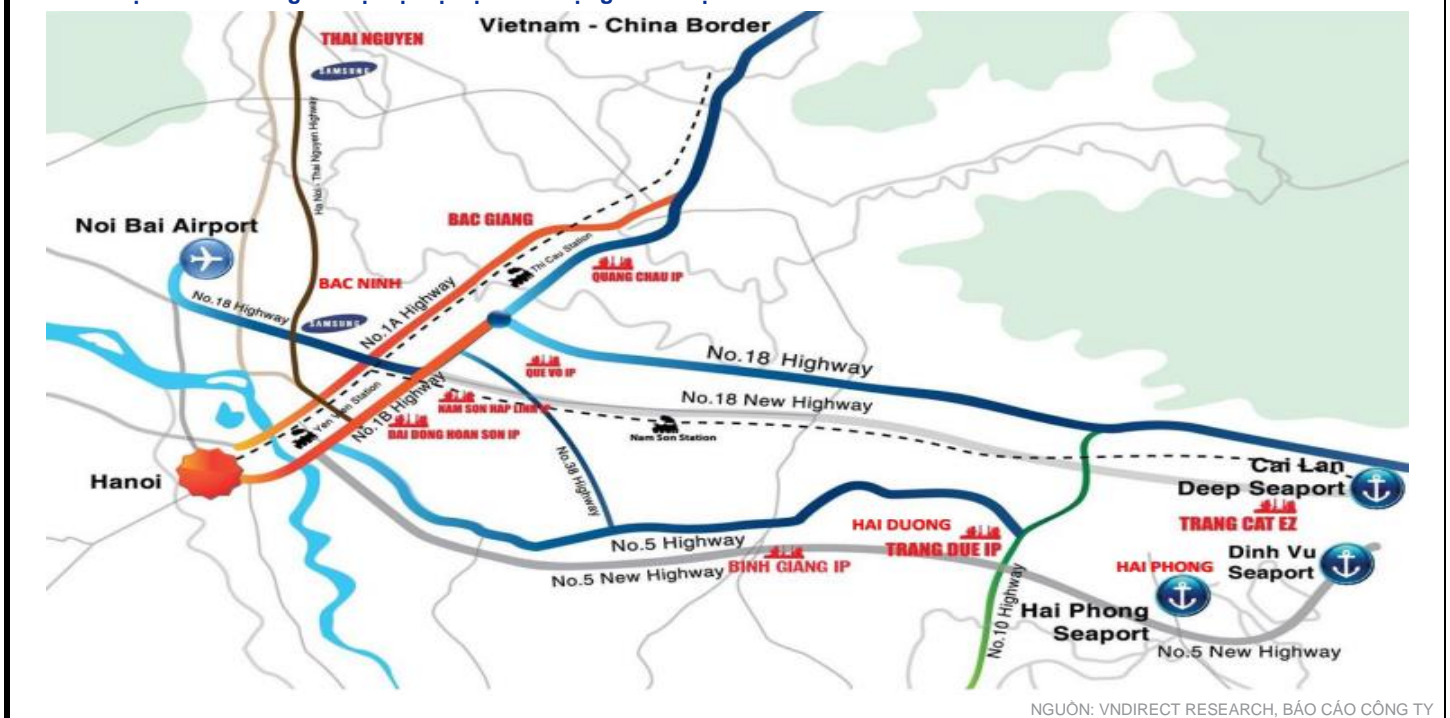 Vietnam - China Border
THAI NGUYEN
SAMSUNG
Ha Noi - Thai Nguyen Highway
Noi Bai Airport
BAC GIANG
Thi Cau Station
QUANG CHAU IP
BAC NINH
No.18 Highway
SAMSUNG
No.1A Highway
No.18 Highway
QUE VO IP
No.18 New Highway
Yen Vien Station
No.1B Highway
NAM SON HAP LINH IP
DAI DONG HOAN SON IP
Nam Son Station
Hanoi
No.38 Highway
Cai Lan
Deep Seaport
TRANG CAT EZ
HAI DUONG
TRANG DUE IP
No.5 Highway
BINH GIANG IP
No.5 New Highway
HAI PHONG
Dinh Vu
Seaport
No.10 Highway
Hai Phong
Seaport
No.5 New Highway
NGUỒN: VNDIRECT RESEARCH, BÁO CÁO CÔNG TY